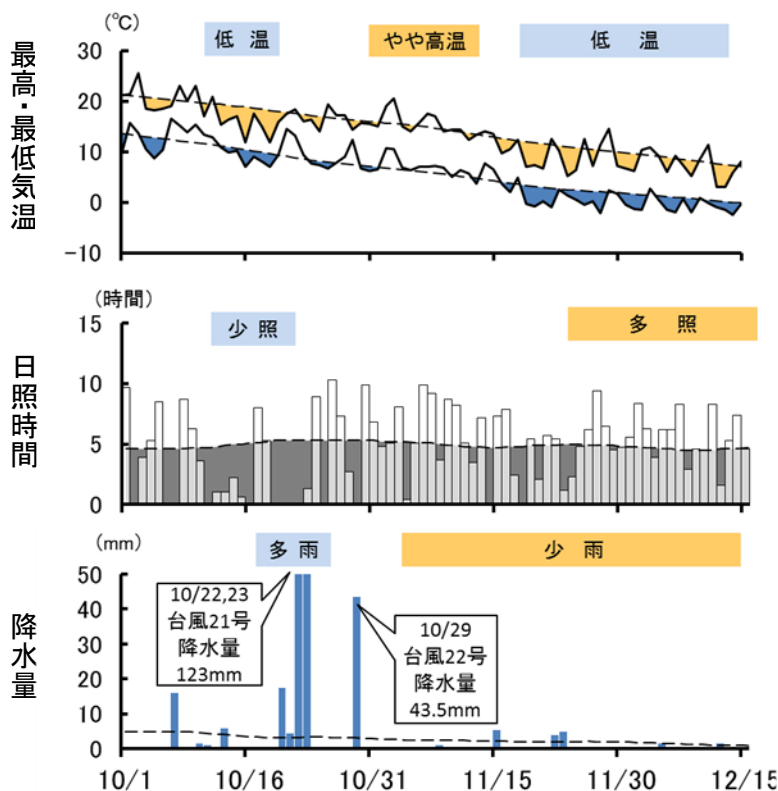 (℃)
最高・最低気温
低 温
やや高温
低 温
30
20
10
0
-10
(時間)
日照時間
少 照
多 照
15
10
5
0
(mm)
降水量
多 雨
少 雨
50
40
30
20
10
0
10/22,23
台風21号
降水量
123mm
10/29
台風22号
降水量
43.5mm
10/1 10/16 10/31 11/15 11/30 12/15